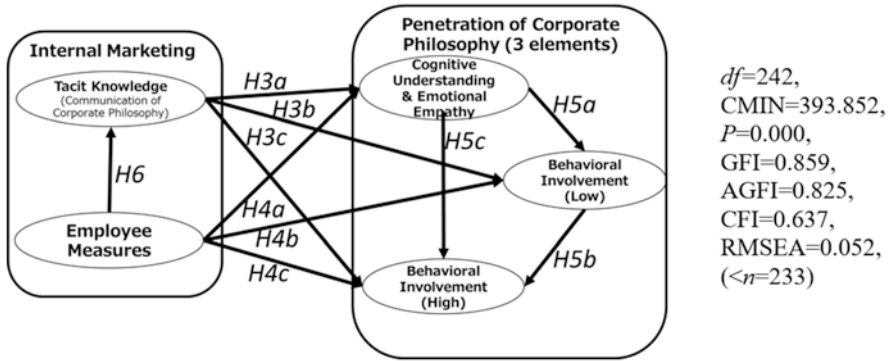 Internal Marketing
Tacit Knowledge
(Communication of
Corporate Philosophy)
H6
Employee
Measures
H3a
H3b
H3c
H4a
H4b
H4c
Penetration of Corporate
Philosophy (3 elements)
Cognitive
Understanding
& Emotional
Empathy
H5a
H5c
Behavioral
Involvement
(Low)
H5b
Behavioral
Involvement
(High)
df=242,
CMIN=393.852,
P=0.000,
GFI=0.859,
AGFI=0.825,
CFI=0.637,
RMSEA=0.052,
(<n=233)